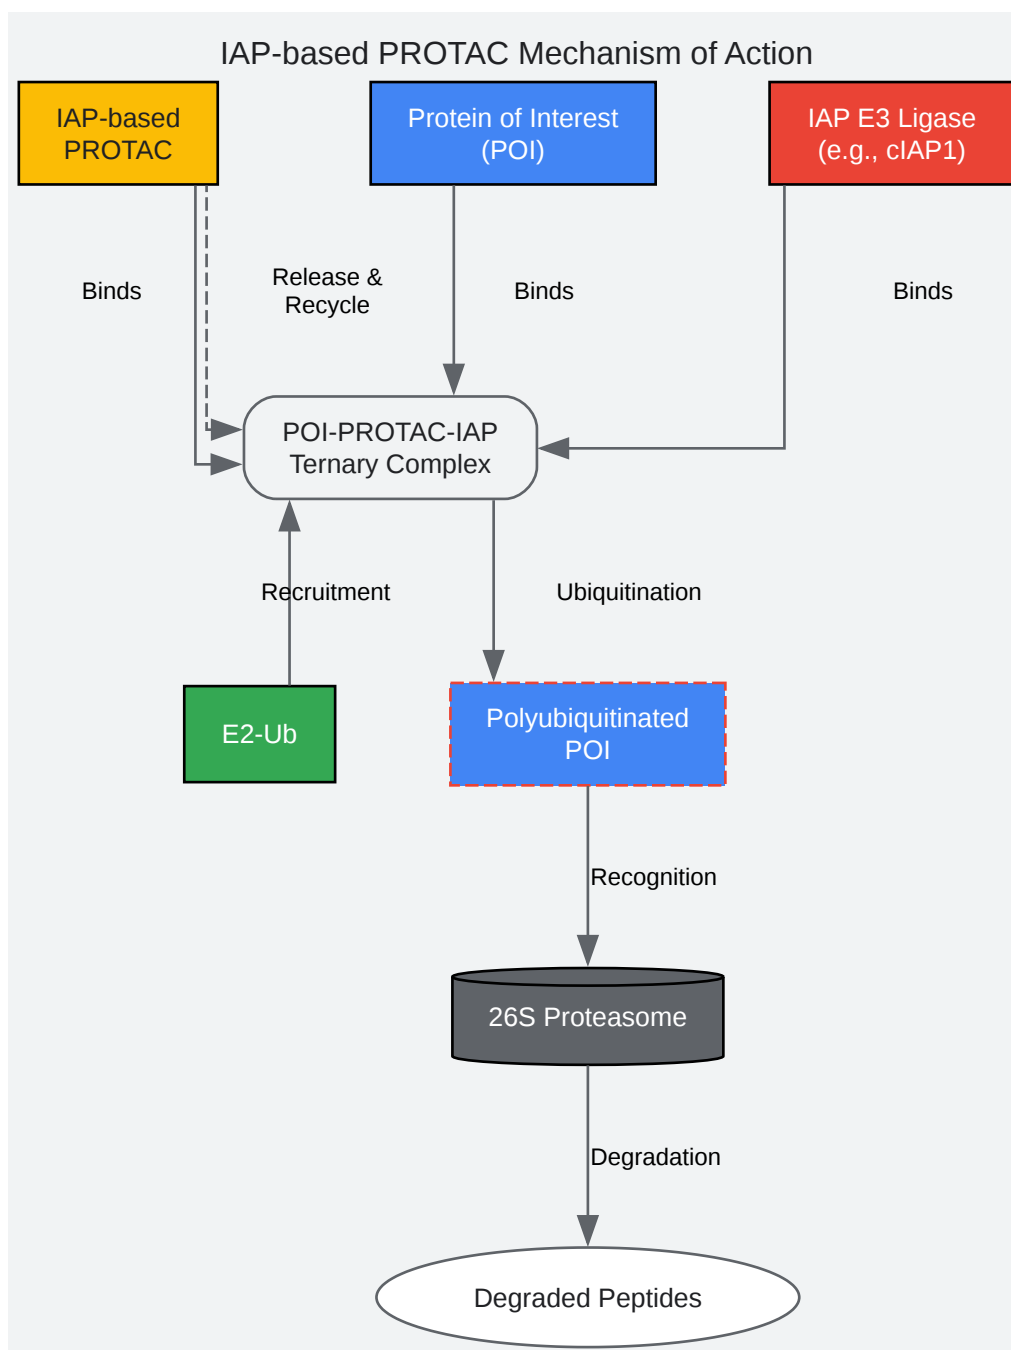 IAP-based PROTAC Mechanism of Action
IAP-based
PROTAC
Protein of Interest
(POI)
IAP E3 Ligase
(e.g., cIAP1)
Binds
Release &
Recycle
Binds
Binds
POI-PROTAC-IAP
Ternary Complex
Recruitment
Ubiquitination
E2-Ub
Polyubiquitinated
POI
Recognition
26S Proteasome
Degradation
Degraded Peptides